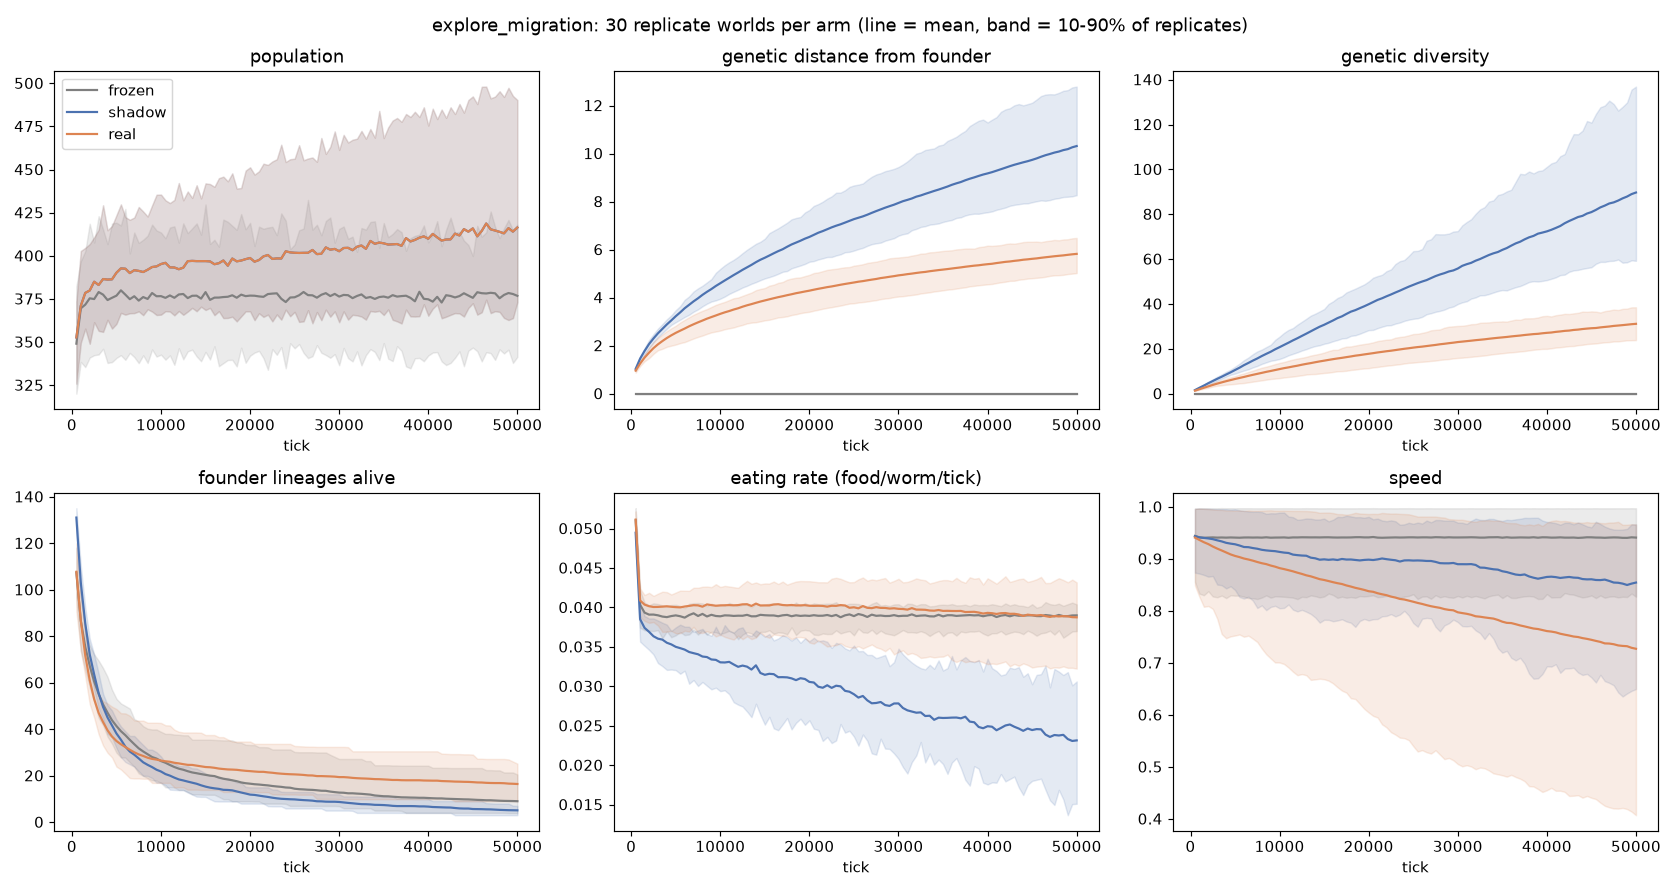 explore_migration: 30 replicate worlds per arm (line = mean, band = 10-90% of replicates)
population
500
475
450
425
400
375
350
325
frozen
shadow
real
0 10000 20000 30000 40000 50000
tick
genetic distance from founder
12
10
8
6
4
2
0
0 10000 20000 30000 40000 50000
tick
genetic diversity
140
120
100
80
60
40
20
0
0 10000 20000 30000 40000 50000
tick
founder lineages alive
140
120
100
80
60
40
20
0
0 10000 20000 30000 40000 50000
tick
eating rate (food/worm/tick)
0.050
0.045
0.040
0.035
0.030
0.025
0.020
0.015
0 10000 20000 30000 40000 50000
tick
speed
1.0
0.9
0.8
0.7
0.6
0.5
0.4
0 10000 20000 30000 40000 50000
tick